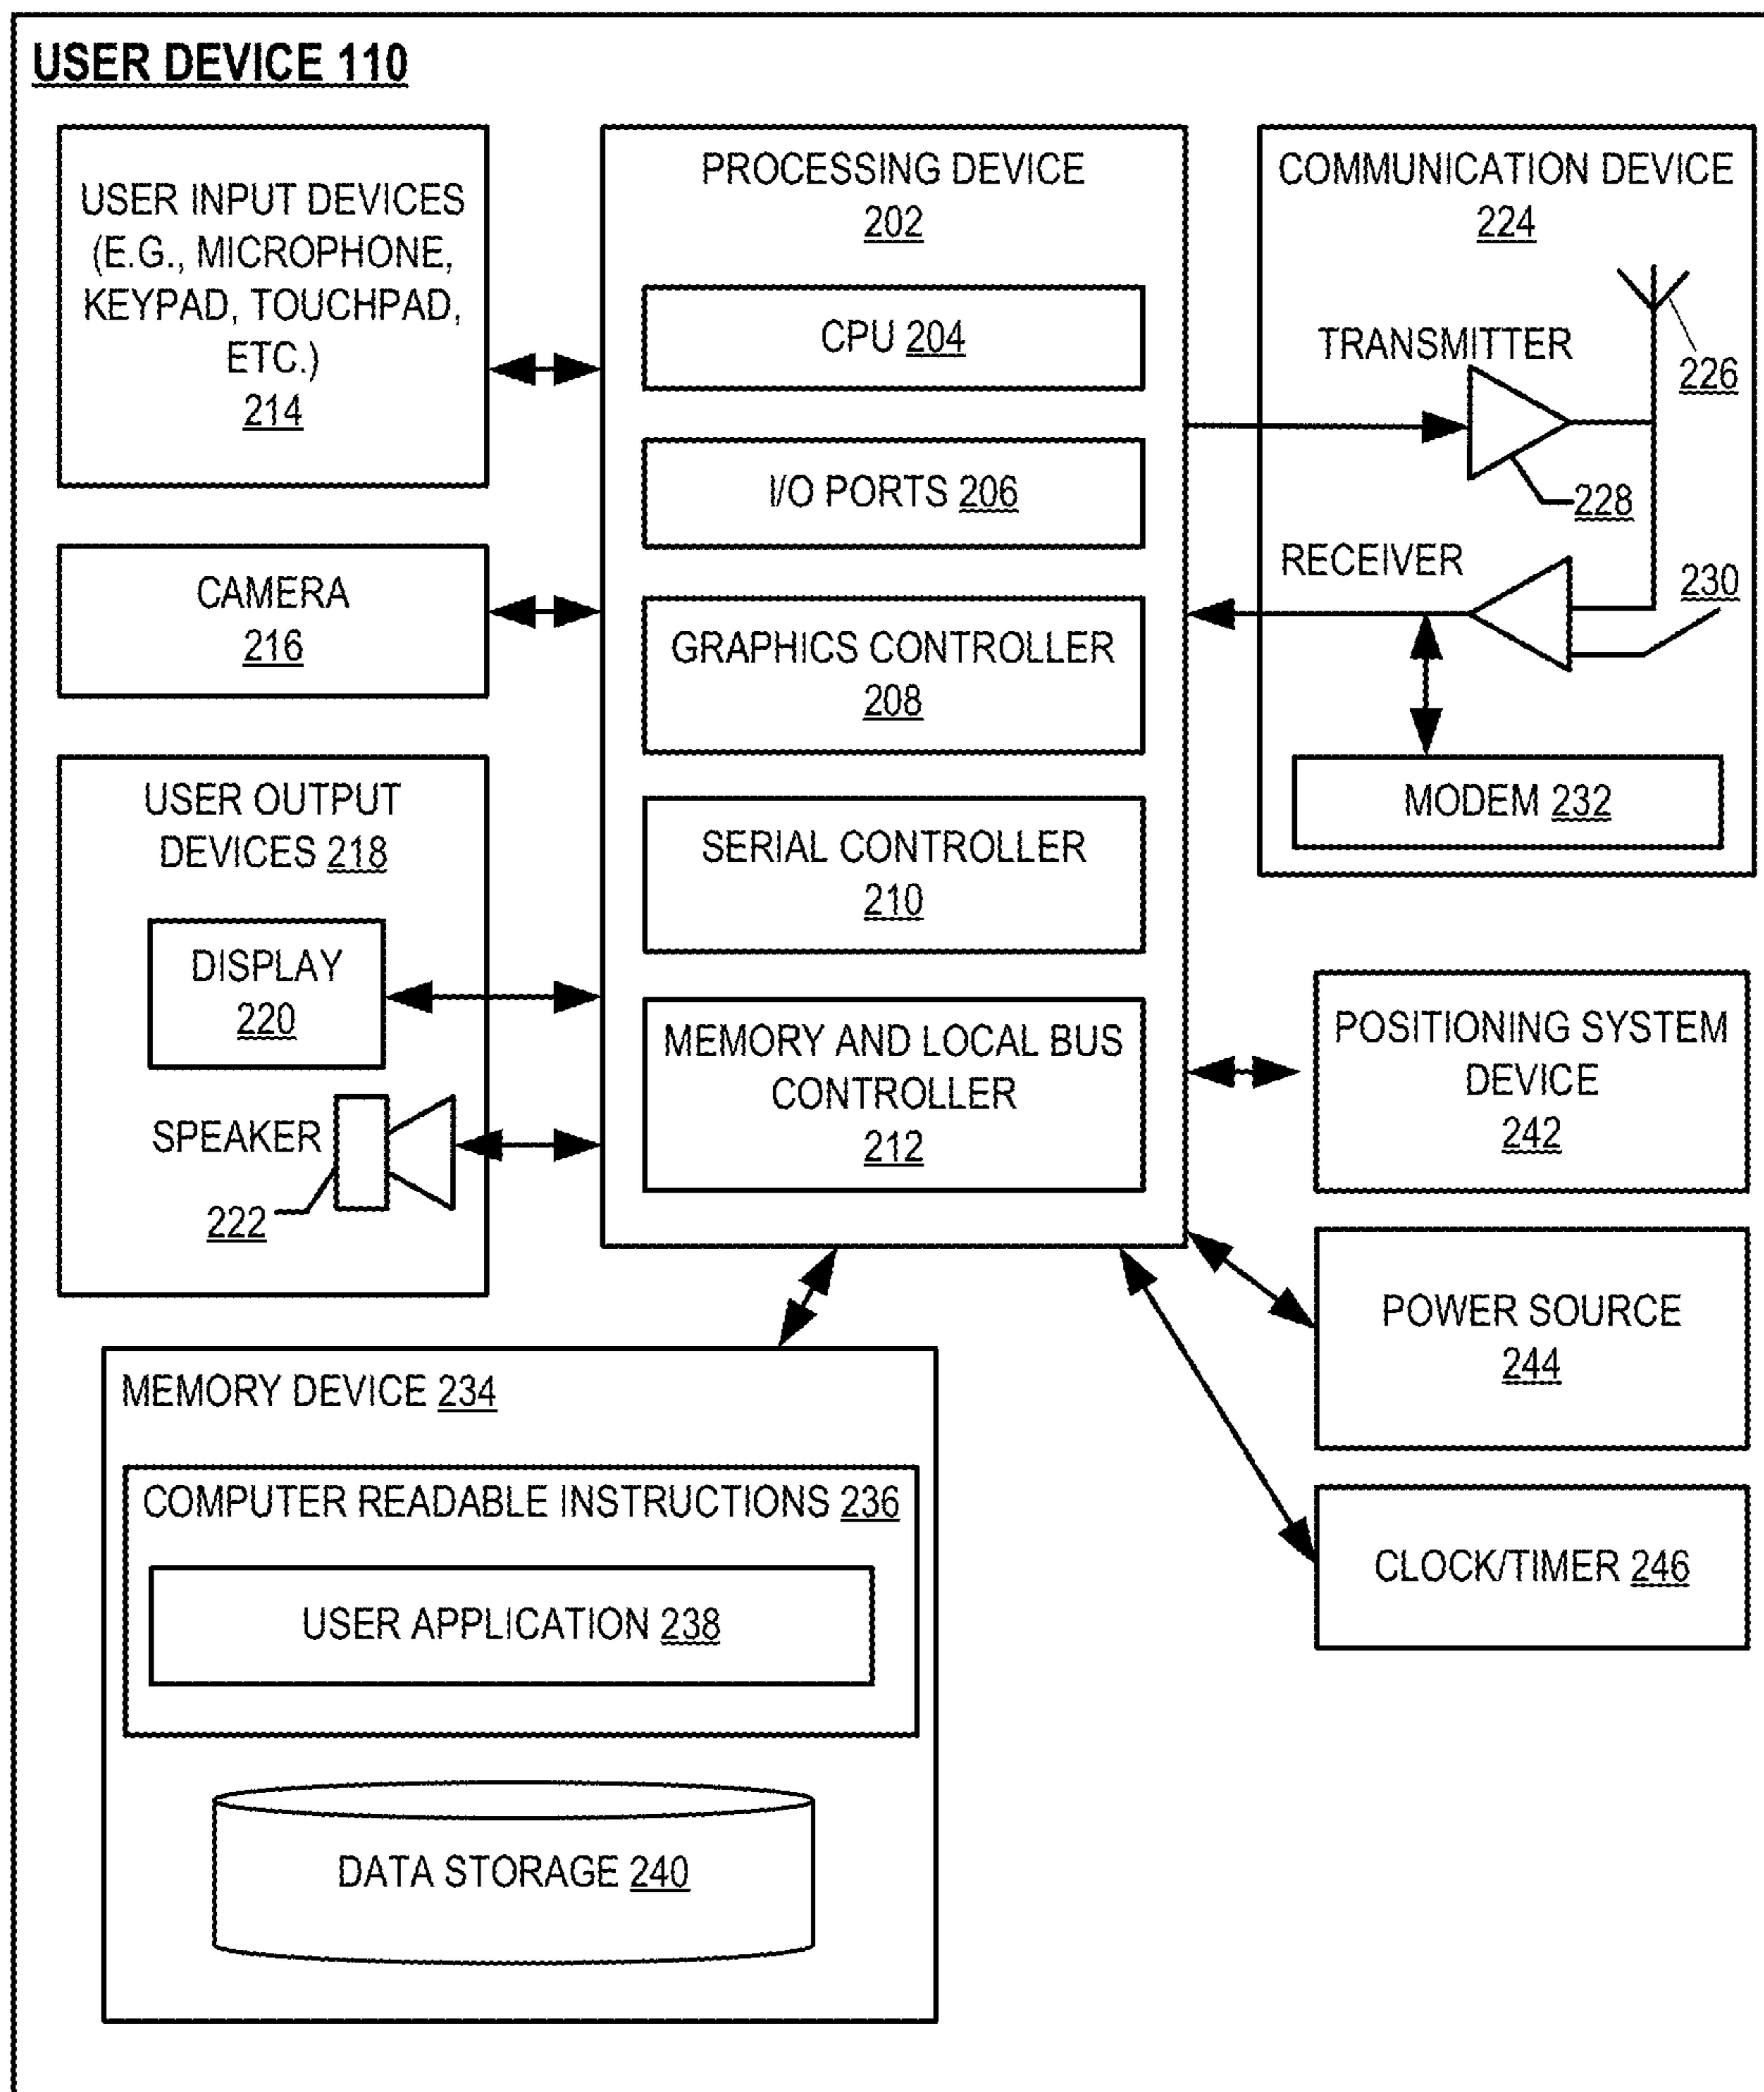 USER DEVICE 110
USER INPUT DEVICES
(E.G., MICROPHONE,
KEYPAD, TOUCHPAD,
ETC.)
214
CAMERA
216
USER OUTPUT
DEVICES 218
DISPLAY
220
SPEAKER
222
PROCESSING DEVICE
202
CPU 204
I/O PORTS 206
GRAPHICS CONTROLLER
208
SERIAL CONTROLLER
210
MEMORY AND LOCAL BUS
CONTROLLER
212
COMMUNICATION DEVICE
224
TRANSMITTER
226
228
RECEIVER
230
MODEM 232
POSITIONING SYSTEM
DEVICE
242
POWER SOURCE
244
CLOCK/TIMER 246
MEMORY DEVICE 234
COMPUTER READABLE INSTRUCTIONS 236
USER APPLICATION 238
DATA STORAGE 240